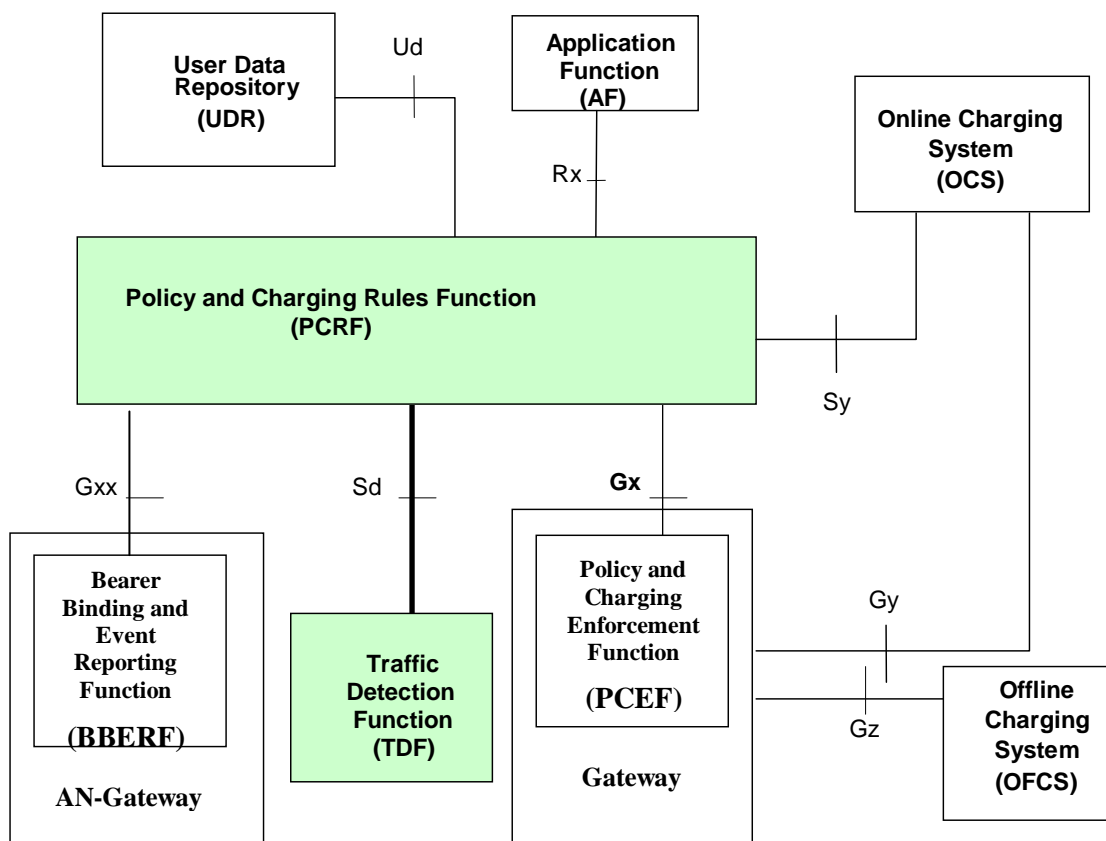 User Data
Repository
(UDR)
Ud
Application
Function
(AF)
Rx
Online Charging
System
(OCS)
Policy and Charging Rules Function
(PCRF)
Sy
Gxx
Sd
Gx
Bearer
Binding and
Event
Reporting
Function
(BBERF)
AN-Gateway
Traffic
Detection
Function
(TDF)
Policy and
Charging
Enforcement
Function
(PCEF)
Gateway
Gy
Gz
Offline
Charging
System
(OFCS)